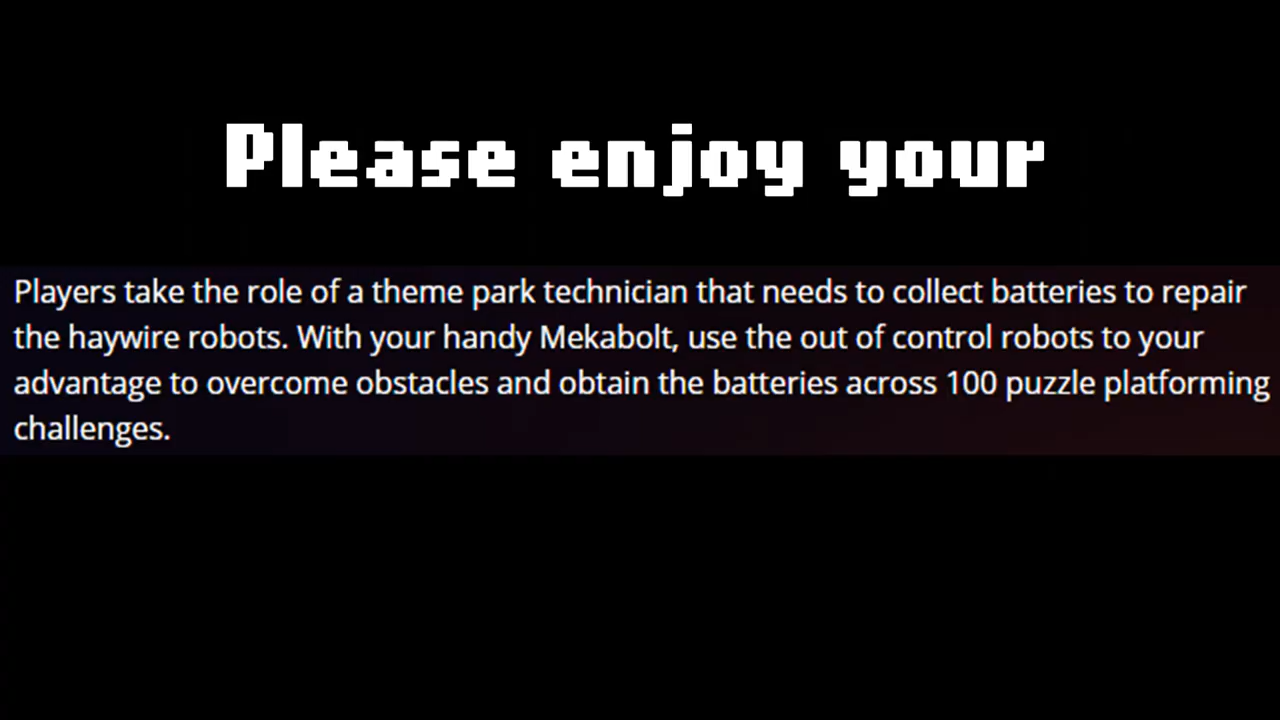 Please enjoy your
Players take the role of a theme park technician that needs to collect batteries to repair
the haywire robots. With your handy Mekabolt, use the out of control robots to your
advantage to overcome obstacles and obtain the batteries across 100 puzzle platforming
challenges.